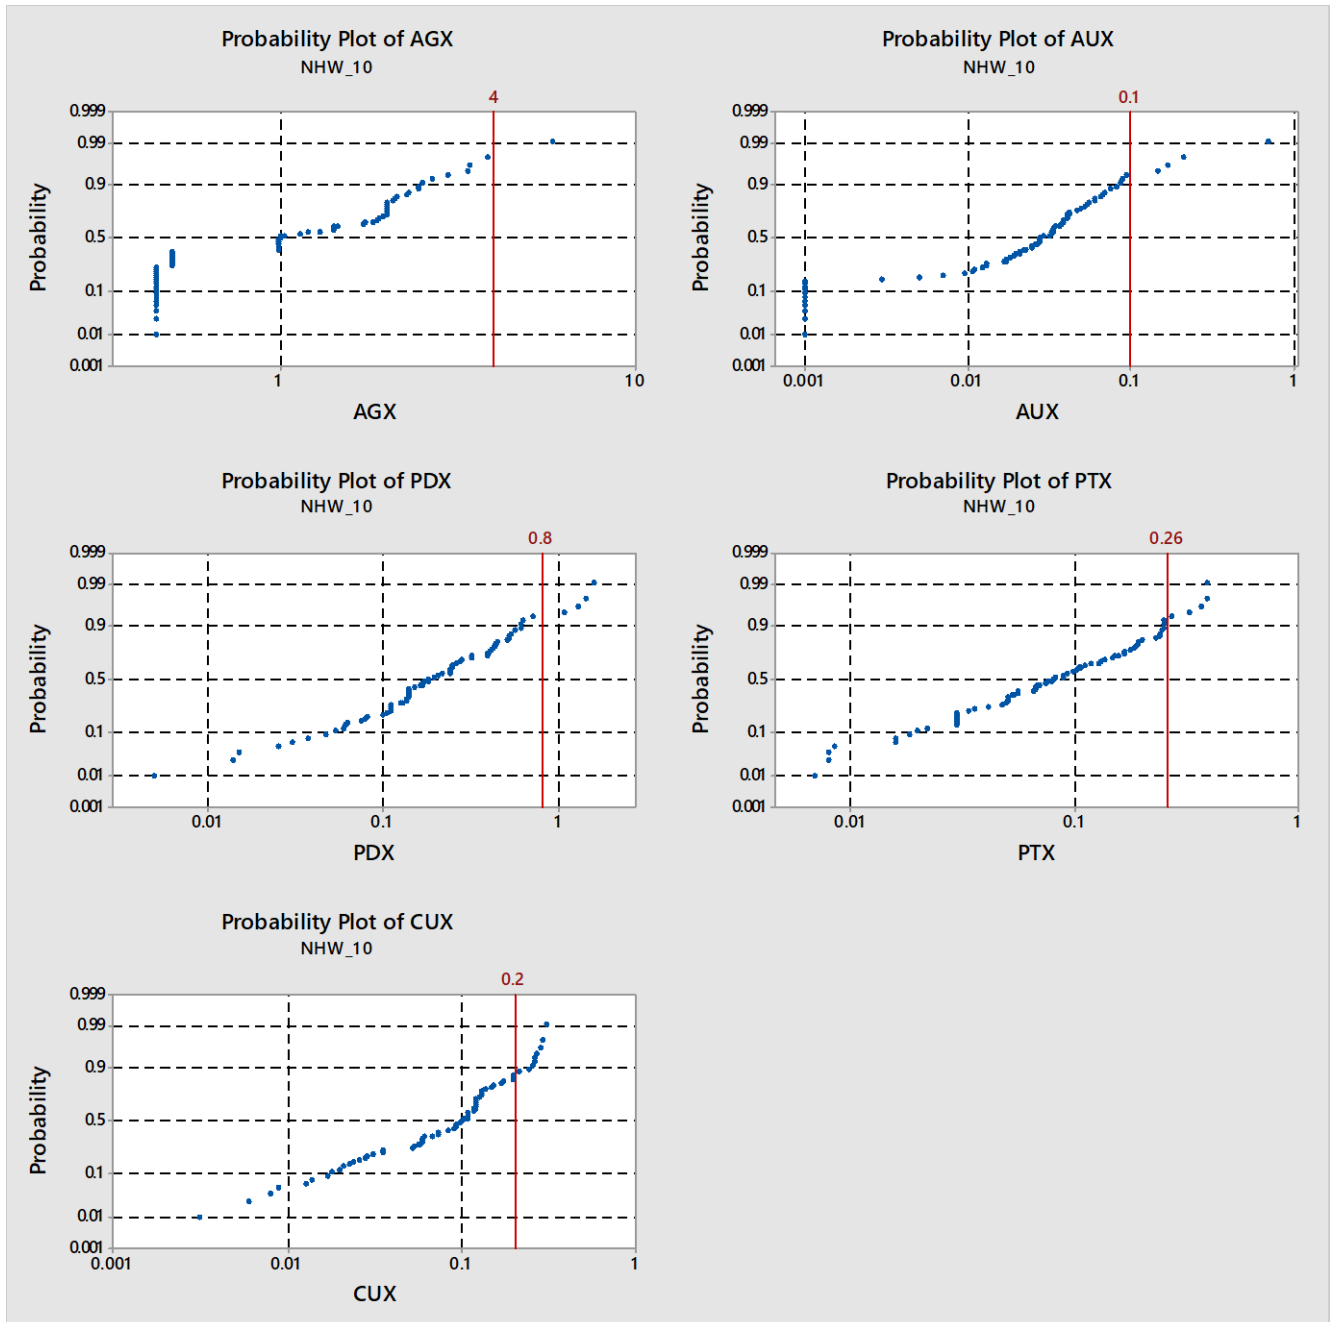 Probability Plot of AGX
NHW_10
4
0.999
0.99
0.9
0.5
0.1
0.01
0.001
Probability
1
10
AGX
Probability Plot of AUX
NHW_10
0.1
0.999
0.99
0.9
0.5
0.1
0.01
0.001
Probability
0.001
0.01
0.1
1
AUX
Probability Plot of PDX
NHW_10
0.8
0.999
0.99
0.9
0.5
0.1
0.01
0.001
Probability
0.01
0.1
1
PDX
Probability Plot of PTX
NHW_10
0.26
0.999
0.99
0.9
0.5
0.1
0.01
0.001
Probability
0.01
0.1
1
PTX
Probability Plot of CUX
NHW_10
0.2
0.999
0.99
0.9
0.5
0.1
0.01
0.001
Probability
0.001
0.01
0.1
1
CUX